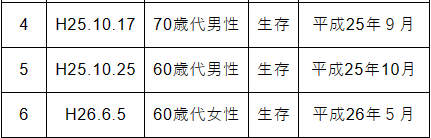 4 H25.10.17 70歳代男性 生存 平成25年９月
5 H25.10.25 60歳代男性 生存 平成25年10月
6 H26.6.5 60歳代女性 生存 平成26年５月